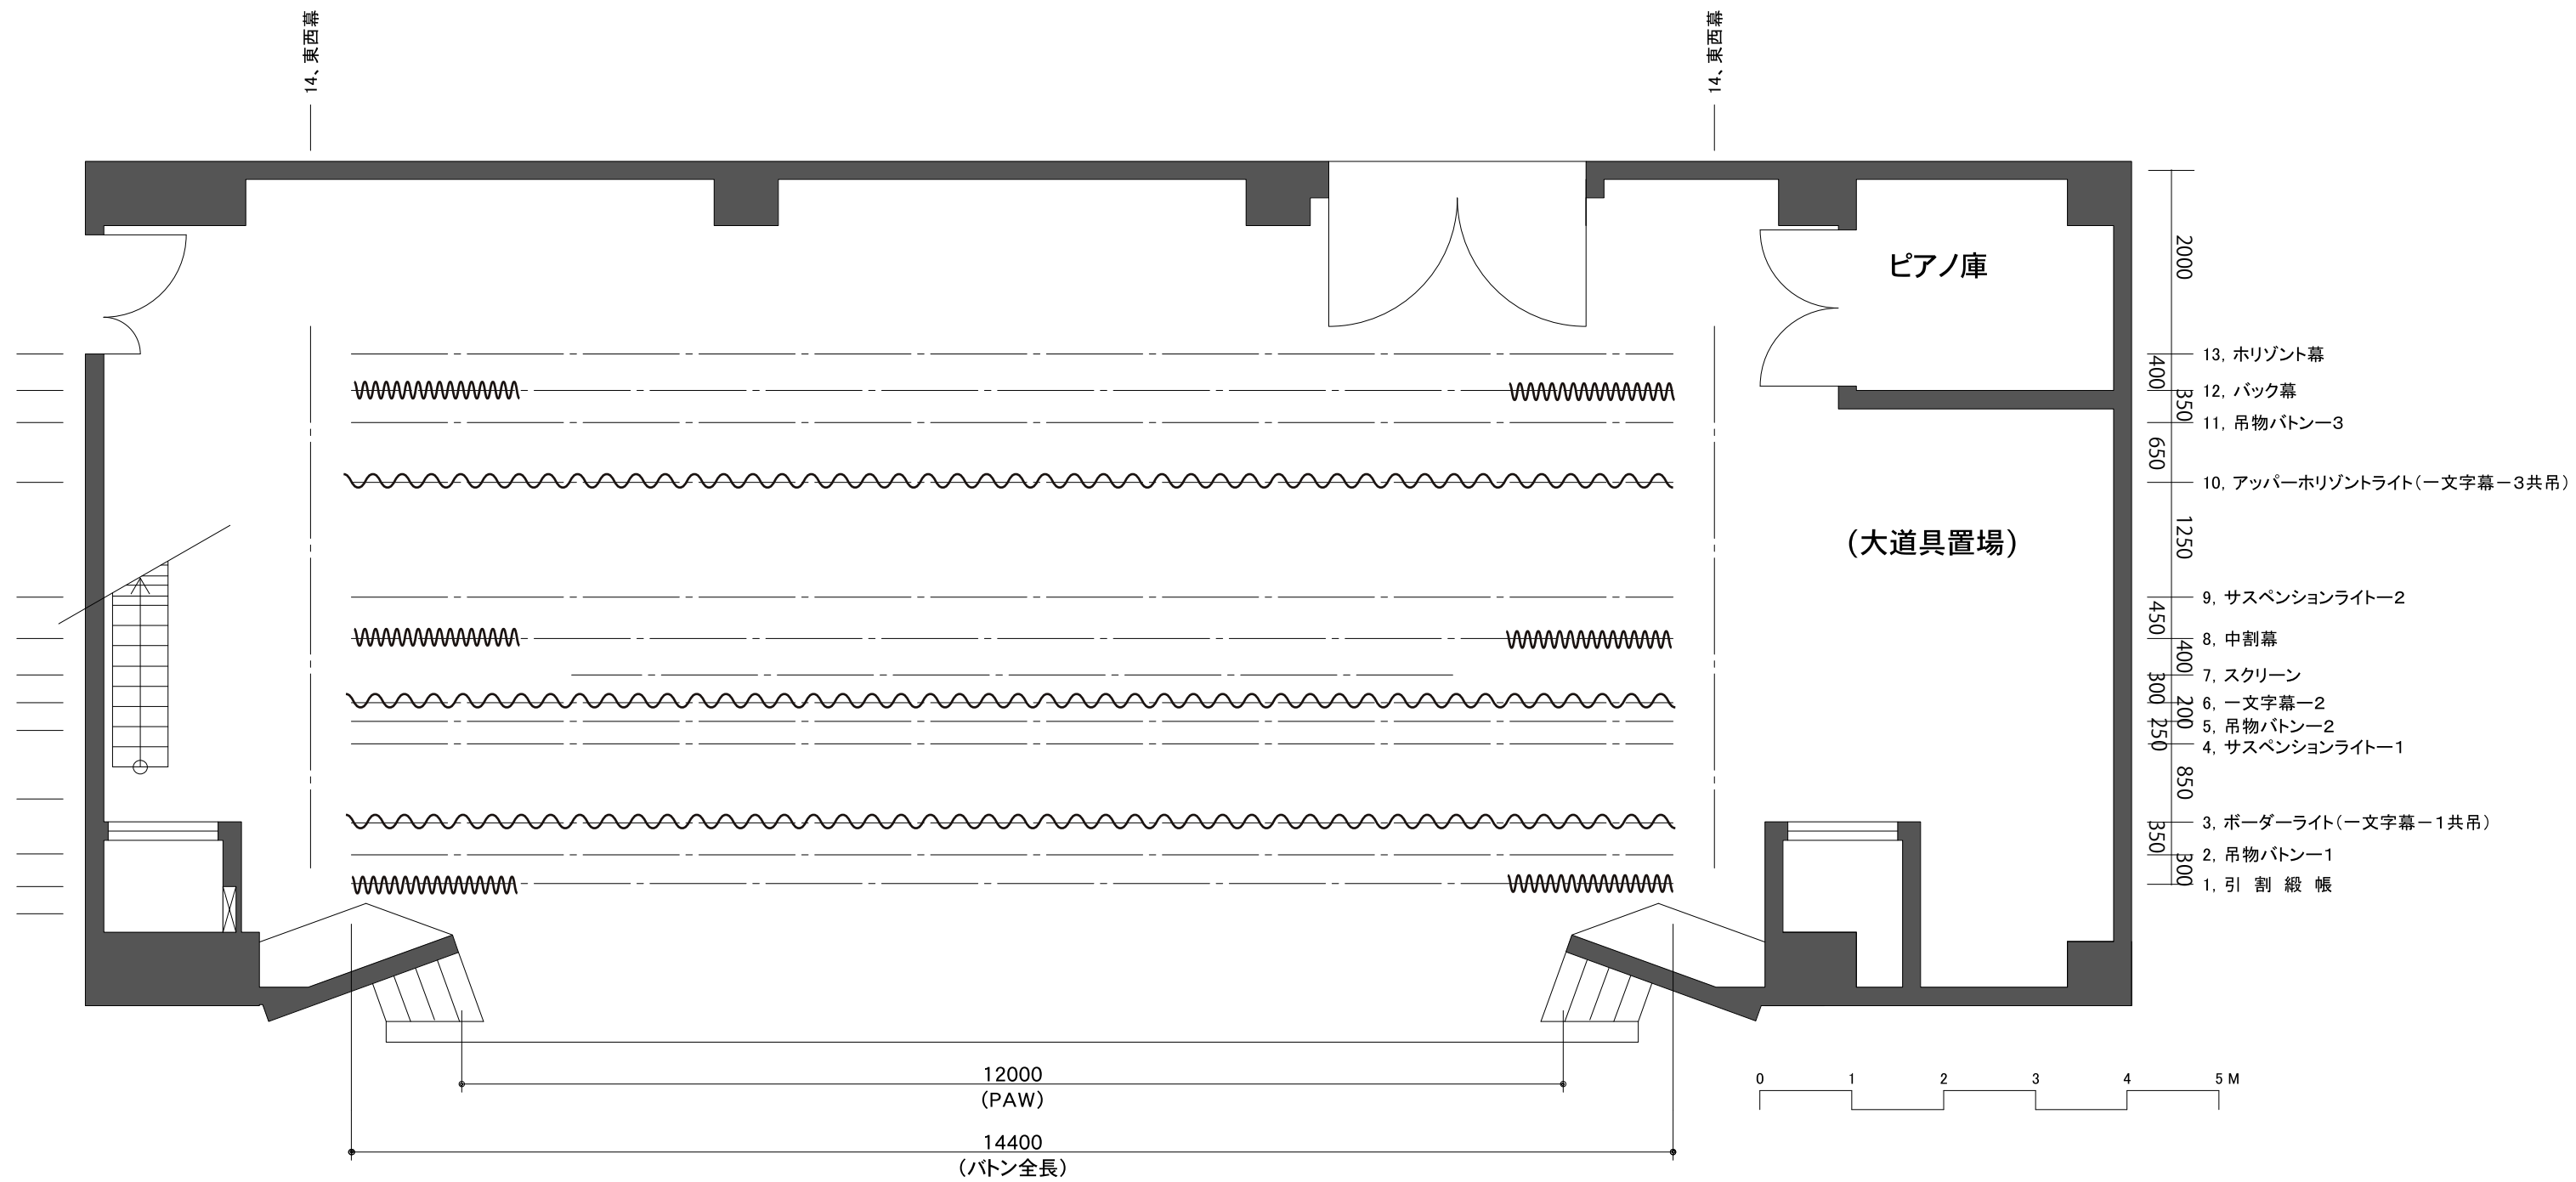 14、東西幕
14、東西幕
ピアノ庫
(大道具置場)
2000
400
350
650
1250
450
400
300
200
250
850
350
300
13, ホリゾント幕
12, バック幕
11, 吊物バトンー3
10, アッパーホリゾントライト(一文字幕－3共吊)
9, サスペンションライトー2
8, 中割幕
7, スクリーン
6, 一文字幕ー2
5, 吊物バトンー2
4, サスペンションライトー1
3, ボーダーライト(一文字幕－1共吊)
2, 吊物バトンー1
1, 引 割 緞 帳
12000
(PAW)
14400
(バトン全長)
0 1 2 3 4 5 M